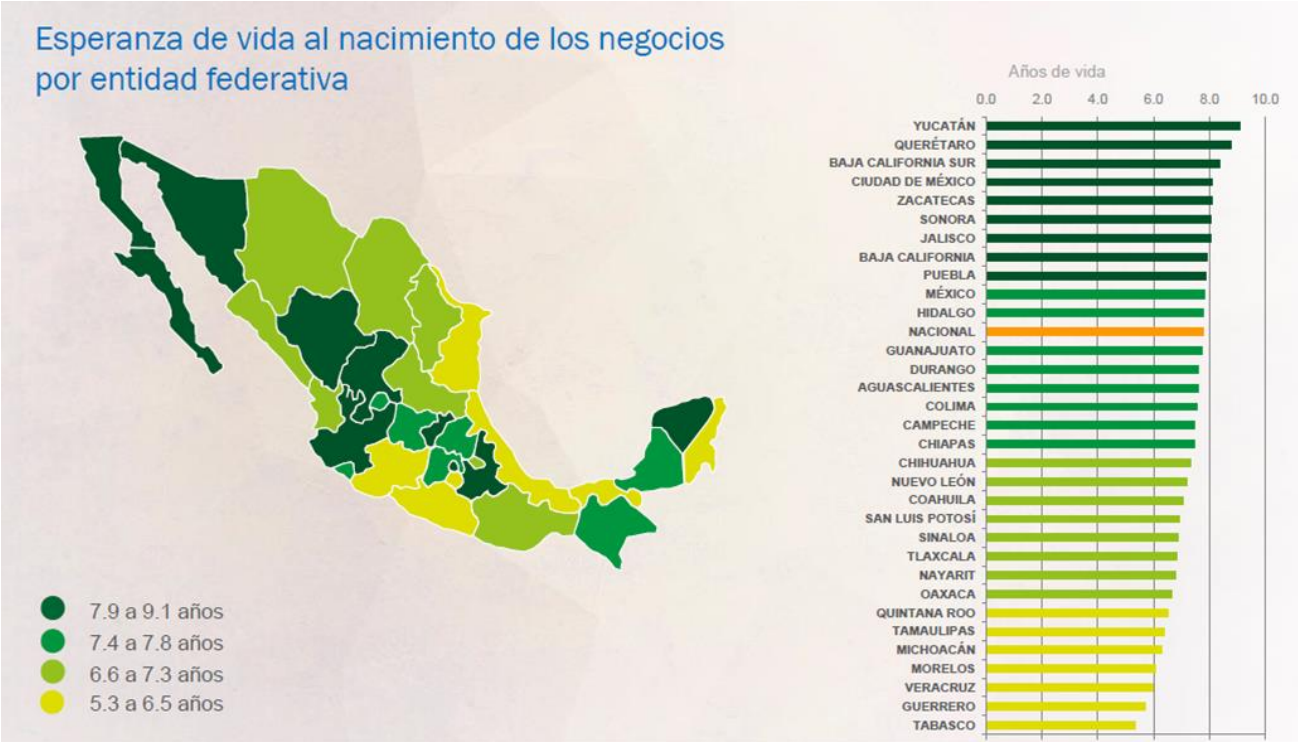 Esperanza de vida al nacimiento de los negocios
por entidad federativa
Años de vida
0.0 2.0 4.0 6.0 8.0 10.0
YUCATÁN
QUERÉTARO
BAJA CALIFORNIA SUR
CIUDAD DE MÉXICO
ZACATECAS
SONORA
JALISCO
BAJA CALIFORNIA
PUEBLA
MÉXICO
HIDALGO
NACIONAL
GUANAJUATO
DURANGO
AGUASCALIENTES
COLIMA
CAMPECHE
CHIAPAS
CHIHUAHUA
NUEVO LEÓN
COAHUILA
SAN LUIS POTOSÍ
SINALOA
TLAXCALA
NAYARIT
OAXACA
QUINTANA ROO
TAMAULIPAS
MICHOACÁN
MORELOS
VERACRUZ
GUERRERO
TABASCO
7.9 a 9.1 años
7.4 a 7.8 años
6.6 a 7.3 años
5.3 a 6.5 años